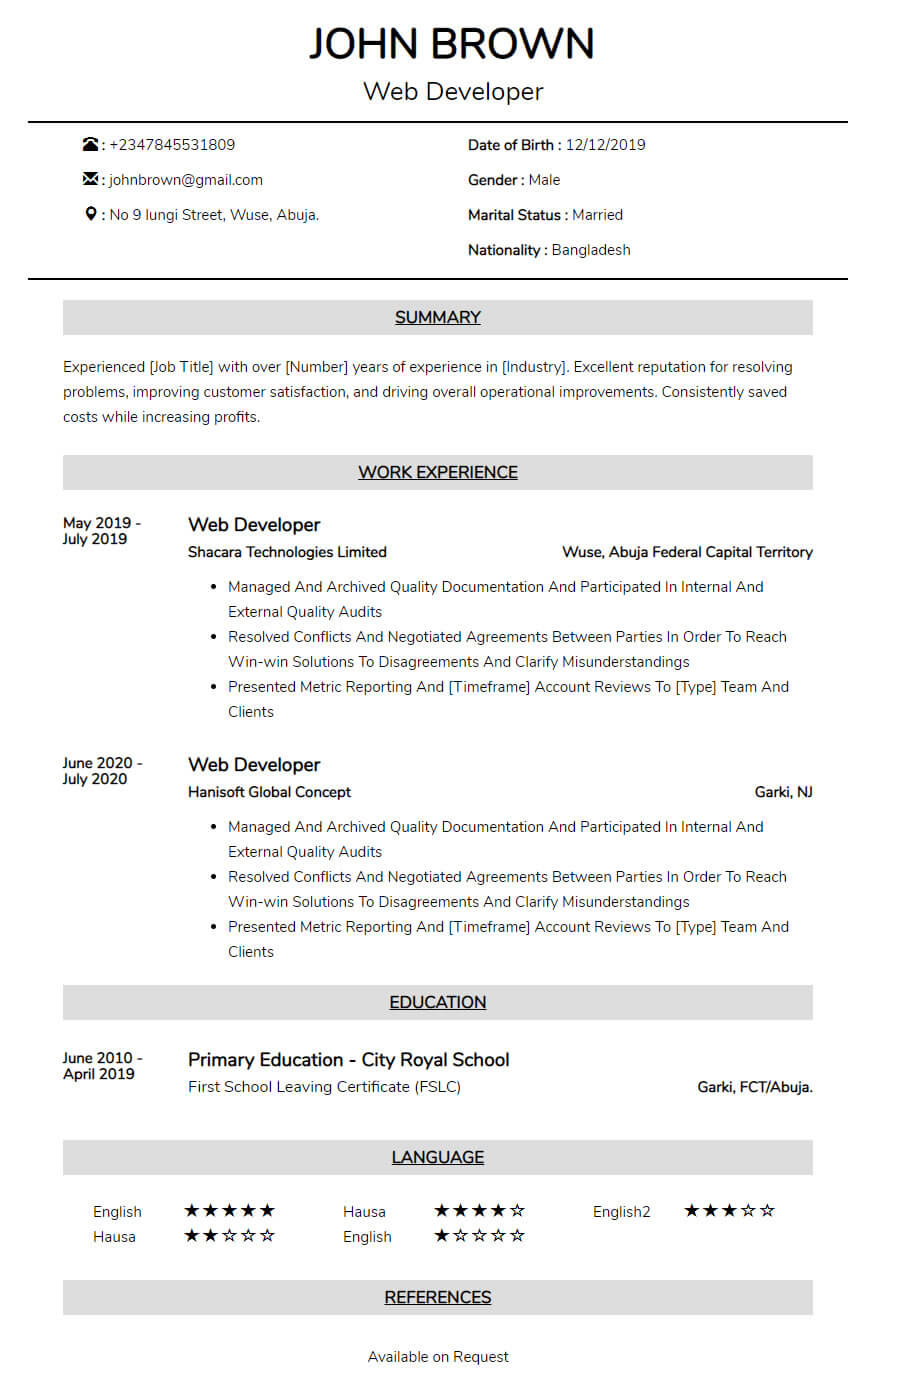 JOHN BROWN
Web Developer
: +2347845531809
: johnbrown@gmail.com
: No 9 Iungi Street, Wuse, Abuja.
Date of Birth : 12/12/2019
Gender : Male
Marital Status : Married
Nationality : Bangladesh
SUMMARY
Experienced [Job Title] with over [Number] years of experience in [Industry]. Excellent reputation for resolving
problems, improving customer satisfaction, and driving overall operational improvements. Consistently saved
costs while increasing profits.
WORK EXPERIENCE
May 2019 -
July 2019
Web Developer
Shacara Technologies Limited Wuse, Abuja Federal Capital Territory
• Managed And Archived Quality Documentation And Participated In Internal And
External Quality Audits
• Resolved Conflicts And Negotiated Agreements Between Parties In Order To Reach
Win-win Solutions To Disagreements And Clarify Misunderstandings
• Presented Metric Reporting And [Timeframe] Account Reviews To [Type] Team And
Clients
June 2020 -
July 2020
Web Developer
Hanisoft Global Concept Garki, NJ
• Managed And Archived Quality Documentation And Participated In Internal And
External Quality Audits
• Resolved Conflicts And Negotiated Agreements Between Parties In Order To Reach
Win-win Solutions To Disagreements And Clarify Misunderstandings
• Presented Metric Reporting And [Timeframe] Account Reviews To [Type] Team And
Clients
EDUCATION
June 2010 -
April 2019
Primary Education - City Royal School
First School Leaving Certificate (FSLC) Garki, FCT/Abuja.
LANGUAGE
English ★★★★★ Hausa ★★★★☆ English2 ★★★☆☆
Hausa ★★☆☆☆ English ★☆☆☆☆
REFERENCES
Available on Request